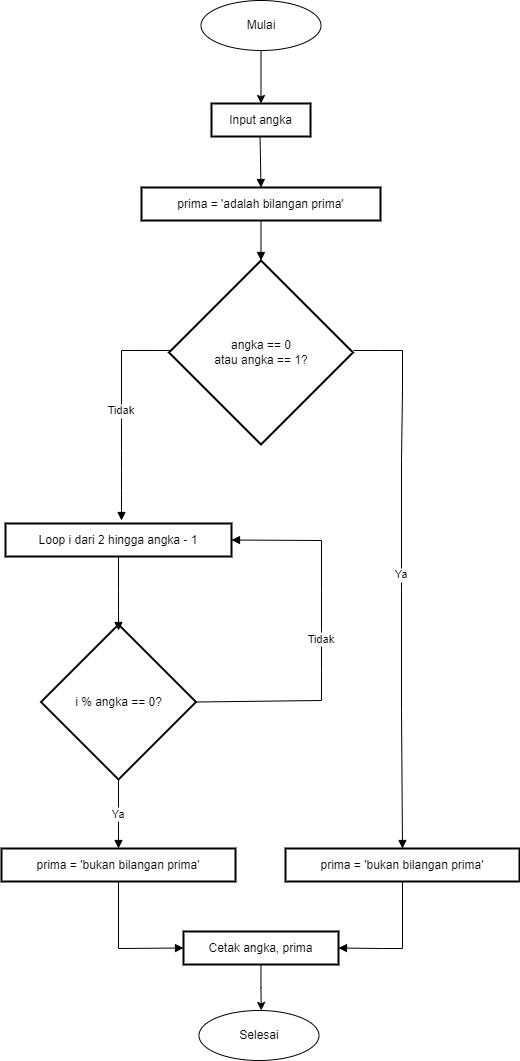 Mulai
Input angka
prima = 'adalah bilangan prima'
angka == 0
atau angka == 1?
Tidak
Loop i dari 2 hingga angka - 1
Ya
Tidak
i % angka == 0?
Ya
prima = 'bukan bilangan prima'
prima = 'bukan bilangan prima'
Cetak angka, prima
Selesai